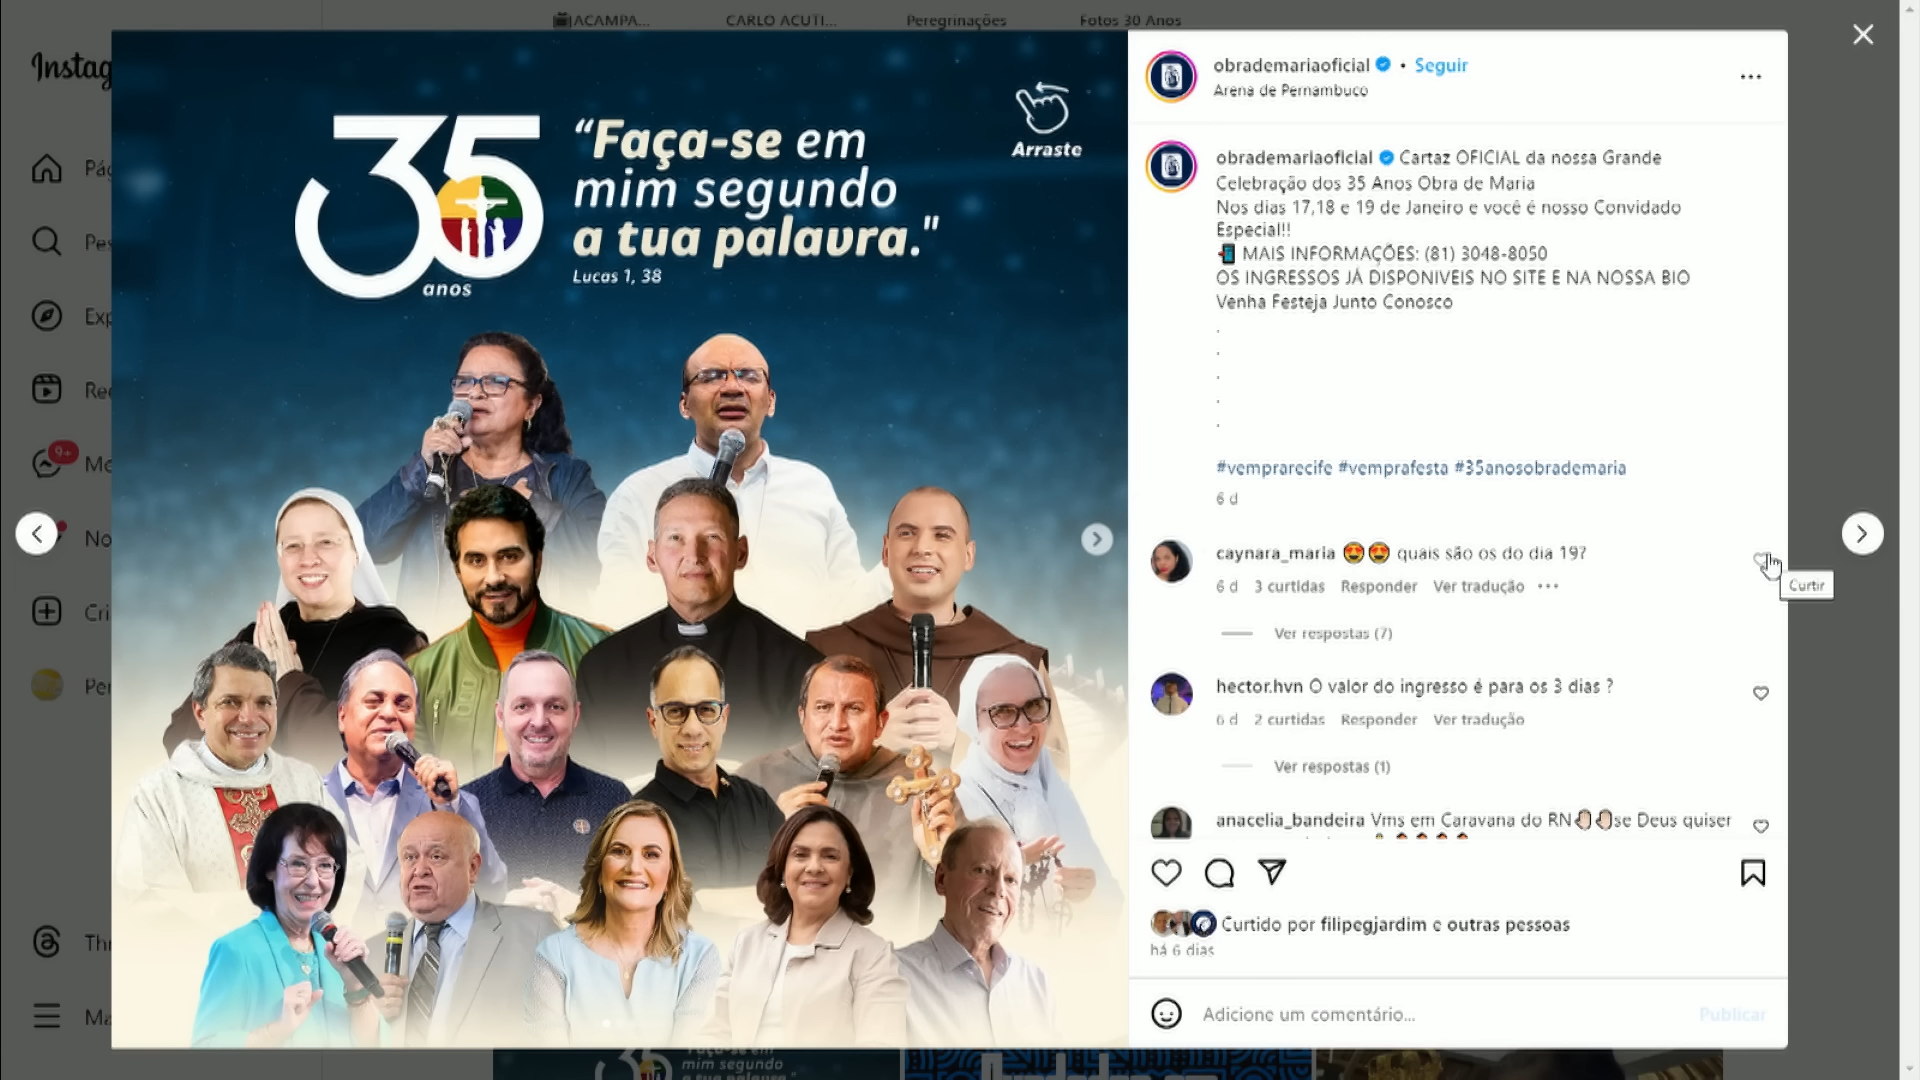 ACAMPA...
CARLO ACUTI...
Peregrinações
Fotos 30 Anos
Instag
Pá
Pes
Exp
Re
9+
Me
No
Cri
Per
Thr
Ma
35
anos
"Faça-se em
mim segundo
a tua palavra."
Lucas 1, 38
Arraste
obrademariaoficial • Seguir
Arena de Pernambuco
obrademariaoficial Cartaz OFICIAL da nossa Grande
Celebração dos 35 Anos Obra de Maria
Nos dias 17,18 e 19 de Janeiro e você é nosso Convidado
Especial!!
📲 MAIS INFORMAÇÕES: (81) 3048-8050
OS INGRESSOS JÁ DISPONIVEIS NO SITE E NA NOSSA BIO
Venha Festeja Junto Conosco
.
.
.
.
.
#vemprarecife #vemprafesta #35anosobrademaria
6 d
caynara_maria 😍😍 quais são os do dia 19?
6 d 3 curtidas Responder Ver tradução •••
Ver respostas (7)
Curtir
hector.hvn O valor do ingresso é para os 3 dias ?
6 d 2 curtidas Responder Ver tradução
Ver respostas (1)
anacelia_bandeira Vms em Caravana do RN🤚🏻🤚🏻se Deus quiser
Curtido por filipegjardim e outras pessoas
há 6 dias
Adicione um comentário...
Publicar
35
mim segundo